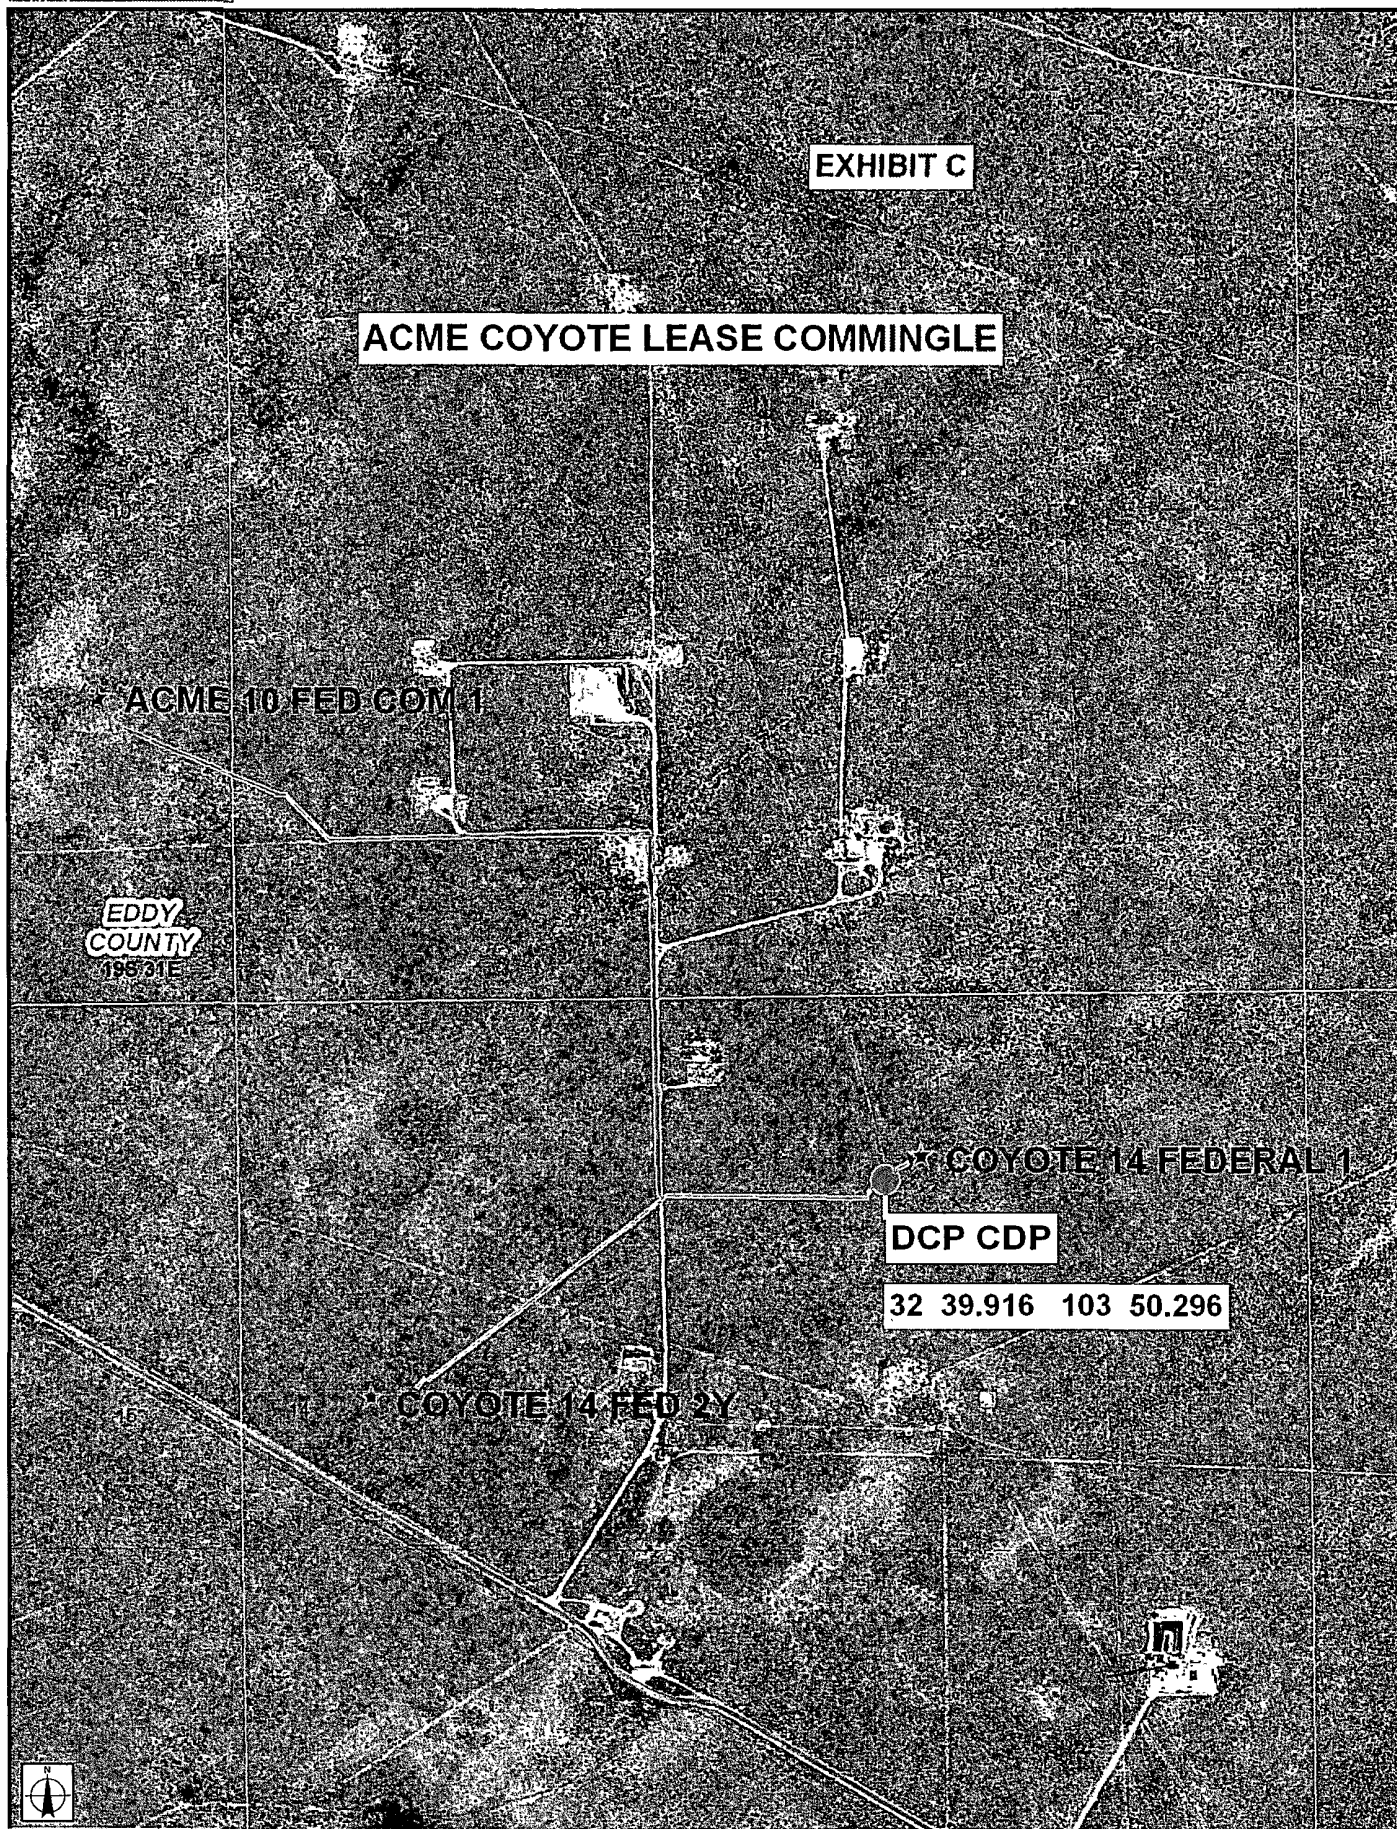 EXHIBIT C
ACME COYOTE LEASE COMMINGLE
ACME 10 FED COM 1
EDDY
COUNTY
19S 31E
COYOTE 14 FEDERAL 1
DCP CDP
32 39.916 103 50.296
COYOTE 14 FED 2Y
15
N